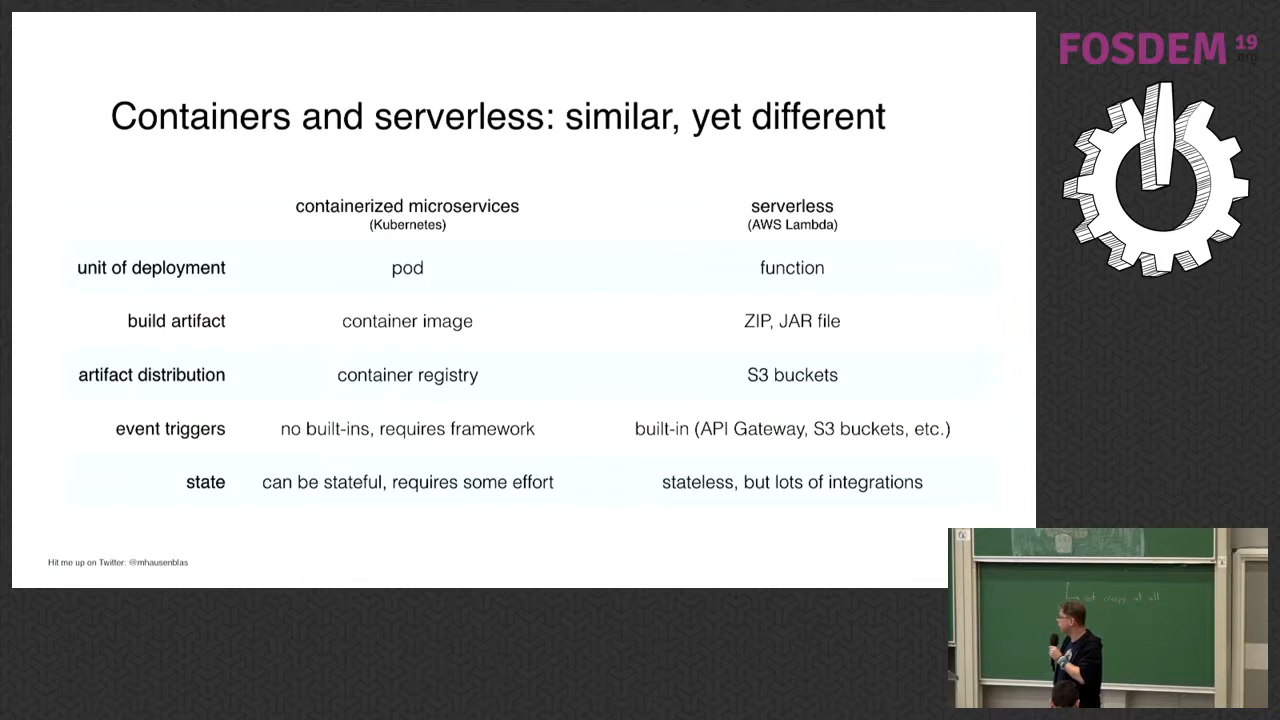 Containers and serverless: similar, yet different
containerized microservices serverless
(Kubernetes) (AWS Lambda)
unit of deployment pod function
build artifact container image ZIP, JAR file
artifact distribution container registry S3 buckets
event triggers no built-ins, requires framework built-in (API Gateway, S3 buckets, etc.)
state can be stateful, requires some effort stateless, but lots of integrations
Hit me up on Twitter: @mhausenblas
FOSDEM 19
.org
at all